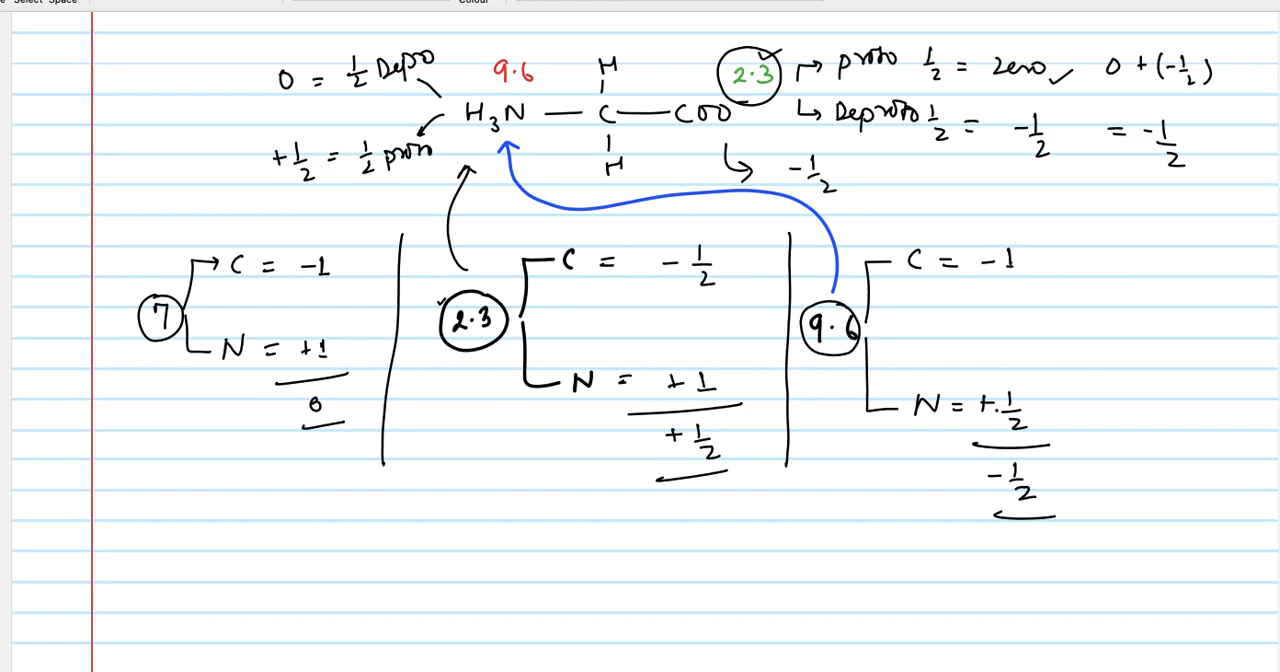 Select Space Colour
0 = 1/2 Depro
9.6
H
2.3
proto 1/2 = zero
0 + (-1/2)
H3N — C — COO
Deproto 1/2 = -1/2
= -1/2
+1/2 = 1/2 proto
H
-1/2
7
C = -1
N = +1
0
2.3
C = -1/2
N = +1
+1/2
9.6
C = -1
N = +1/2
-1/2